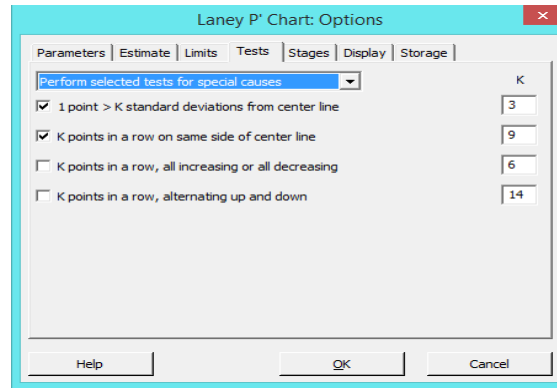 Laney P' Chart: Options
Parameters Estimate Limits Tests Stages Display Storage
Perform selected tests for special causes K
1 point > K standard deviations from center line 3
K points in a row on same side of center line 9
K points in a row, all increasing or all decreasing 6
K points in a row, alternating up and down 14
Help OK Cancel